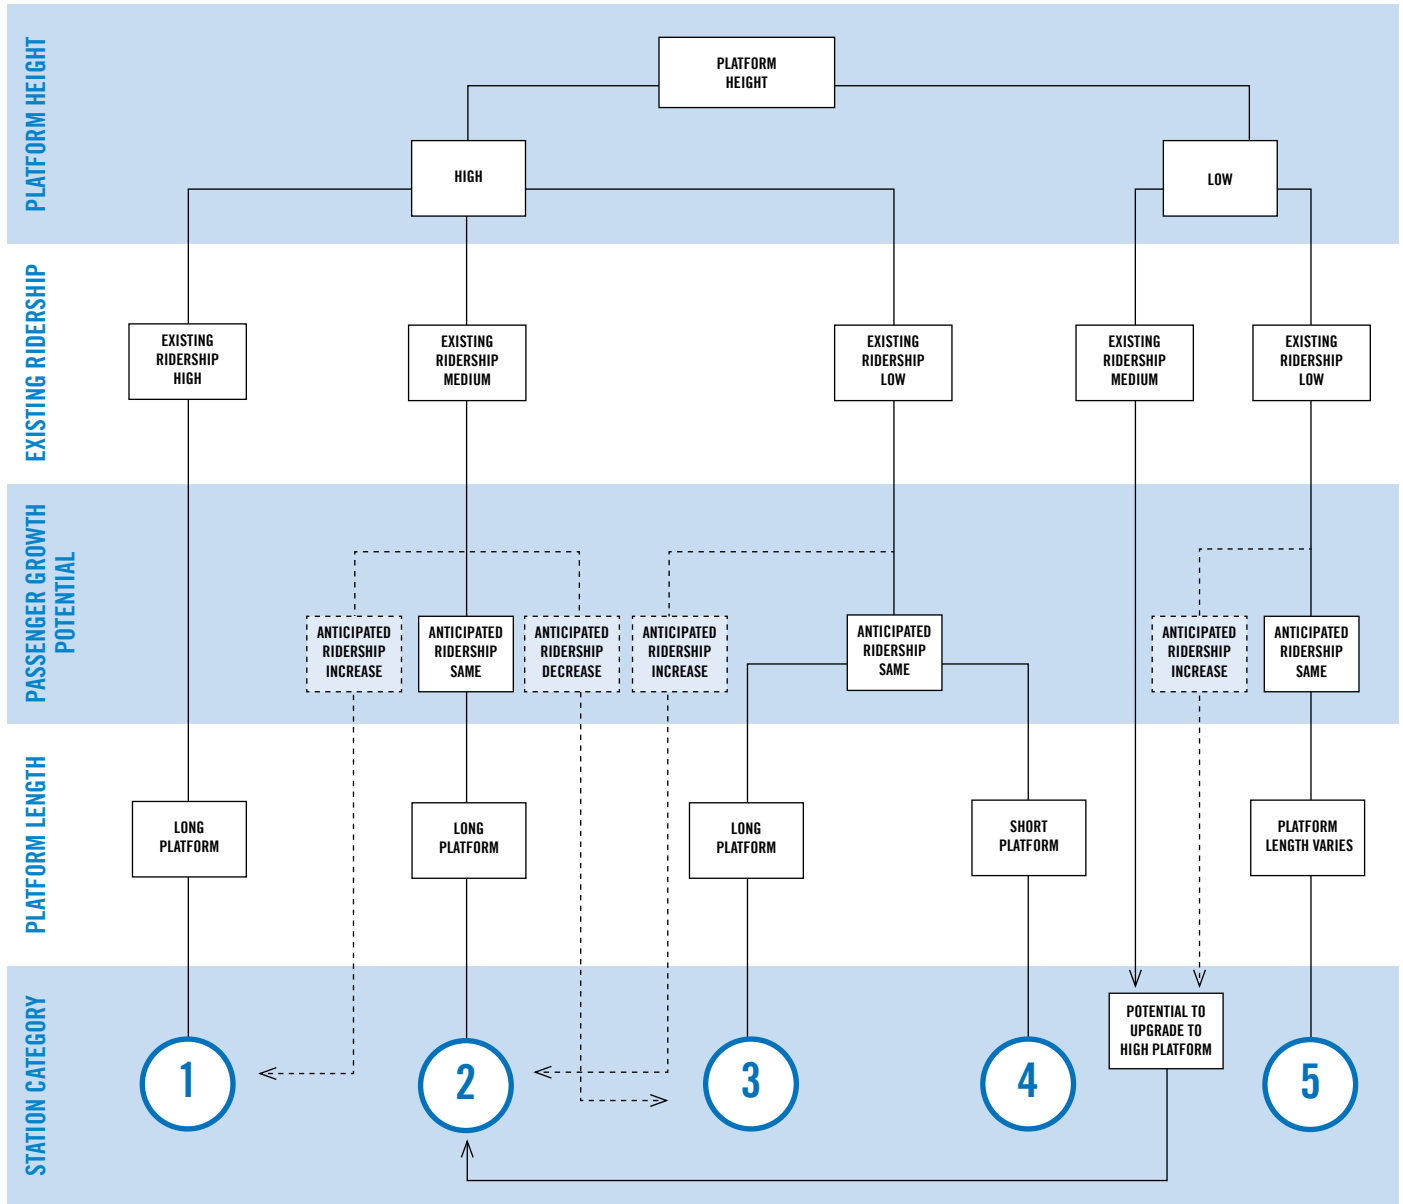 PLATFORM HEIGHT
PLATFORM
HEIGHT
HIGH
LOW
EXISTING RIDERSHIP
EXISTING
RIDERSHIP
HIGH
EXISTING
RIDERSHIP
MEDIUM
EXISTING
RIDERSHIP
LOW
EXISTING
RIDERSHIP
MEDIUM
EXISTING
RIDERSHIP
LOW
PASSENGER GROWTH
POTENTIAL
ANTICIPATED
RIDERSHIP
INCREASE
ANTICIPATED
RIDERSHIP
SAME
ANTICIPATED
RIDERSHIP
DECREASE
ANTICIPATED
RIDERSHIP
INCREASE
ANTICIPATED
RIDERSHIP
SAME
ANTICIPATED
RIDERSHIP
INCREASE
ANTICIPATED
RIDERSHIP
SAME
PLATFORM LENGTH
LONG
PLATFORM
LONG
PLATFORM
LONG
PLATFORM
SHORT
PLATFORM
PLATFORM
LENGTH VARIES
STATION CATEGORY
1
2
3
4
POTENTIAL TO
UPGRADE TO
HIGH PLATFORM
5